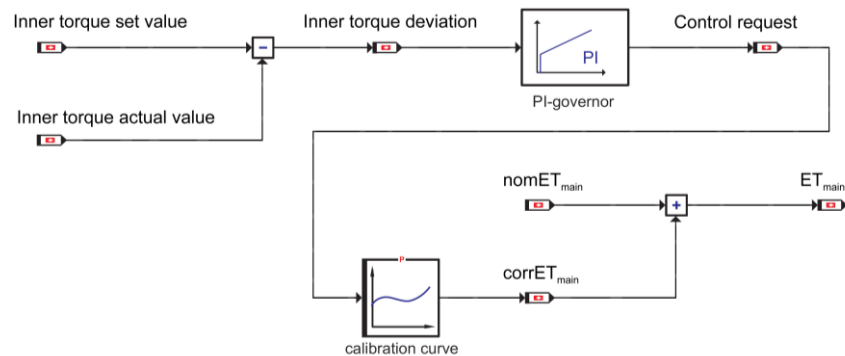 Inner torque set value
Inner torque deviation
Control request
-
PI
PI-governor
Inner torque actual value
nomET main
ET main
+
P
corrET main
calibration curve